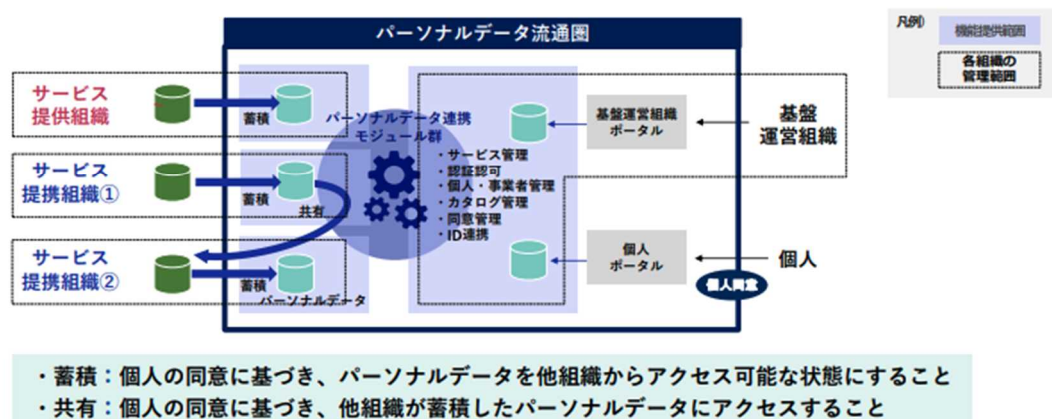 パーソナルデータ流通圏
凡例)
機能提供範囲
各組織の
管理範囲
サービス
提供組織
蓄積
パーソナルデータ連携
モジュール群
・サービス管理
・認証認可
・個人・事業者管理
・カタログ管理
・同意管理
・ID連携
基盤運営組織
ポータル
基盤
運営組織
サービス
提携組織①
蓄積
共有
サービス
提携組織②
蓄積
パーソナルデータ
個人
ポータル
個人
個人同意
・蓄積：個人の同意に基づき、パーソナルデータを他組織からアクセス可能な状態にすること
・共有：個人の同意に基づき、他組織が蓄積したパーソナルデータにアクセスすること